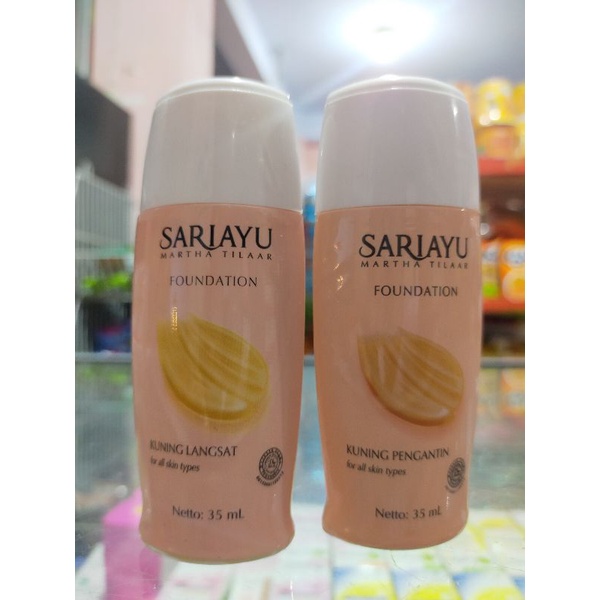 SARIAYU
MARTHA TILAAR
FOUNDATION
KUNING LANGSAT
for all skin types
Netto: 35 mL
SARIAYU
MARTHA TILAAR
FOUNDATION
KUNING PENGANTIN
for all skin types
Netto: 35 mL